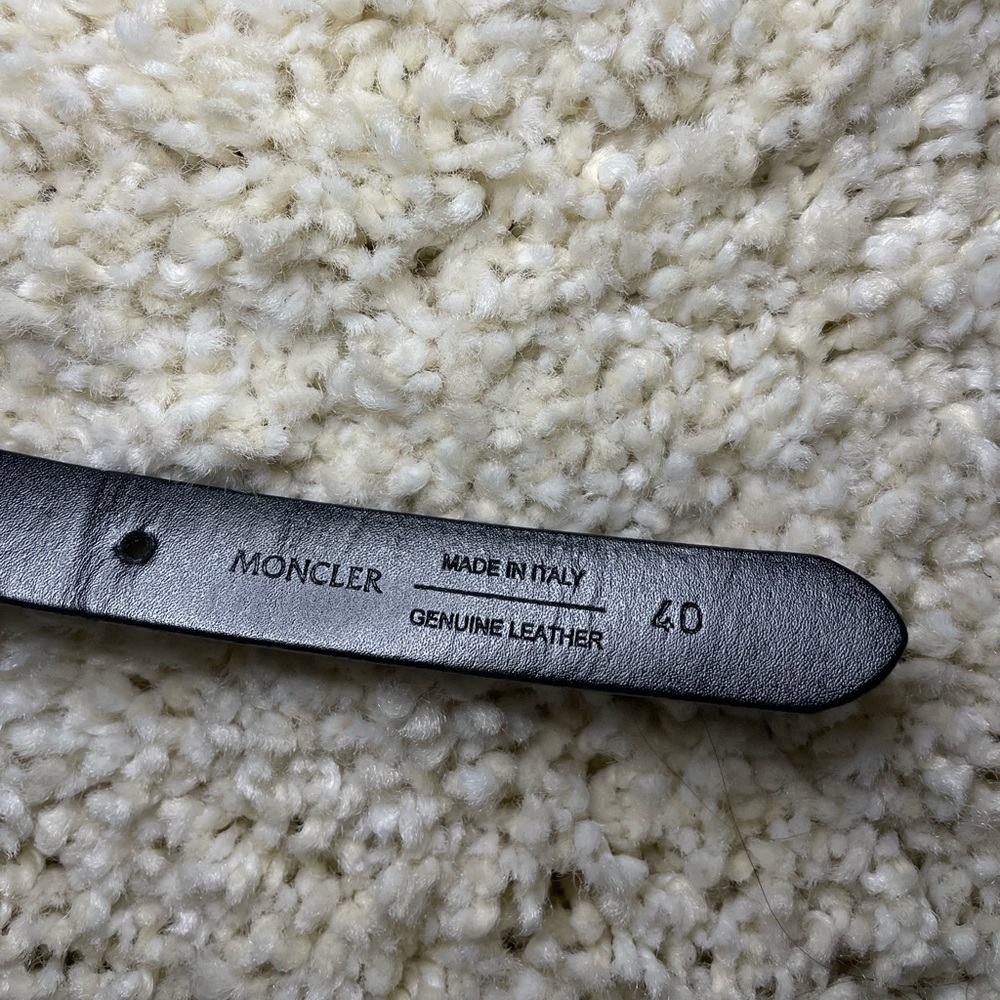 MONCLER
MADE IN ITALY
GENUINE LEATHER
40